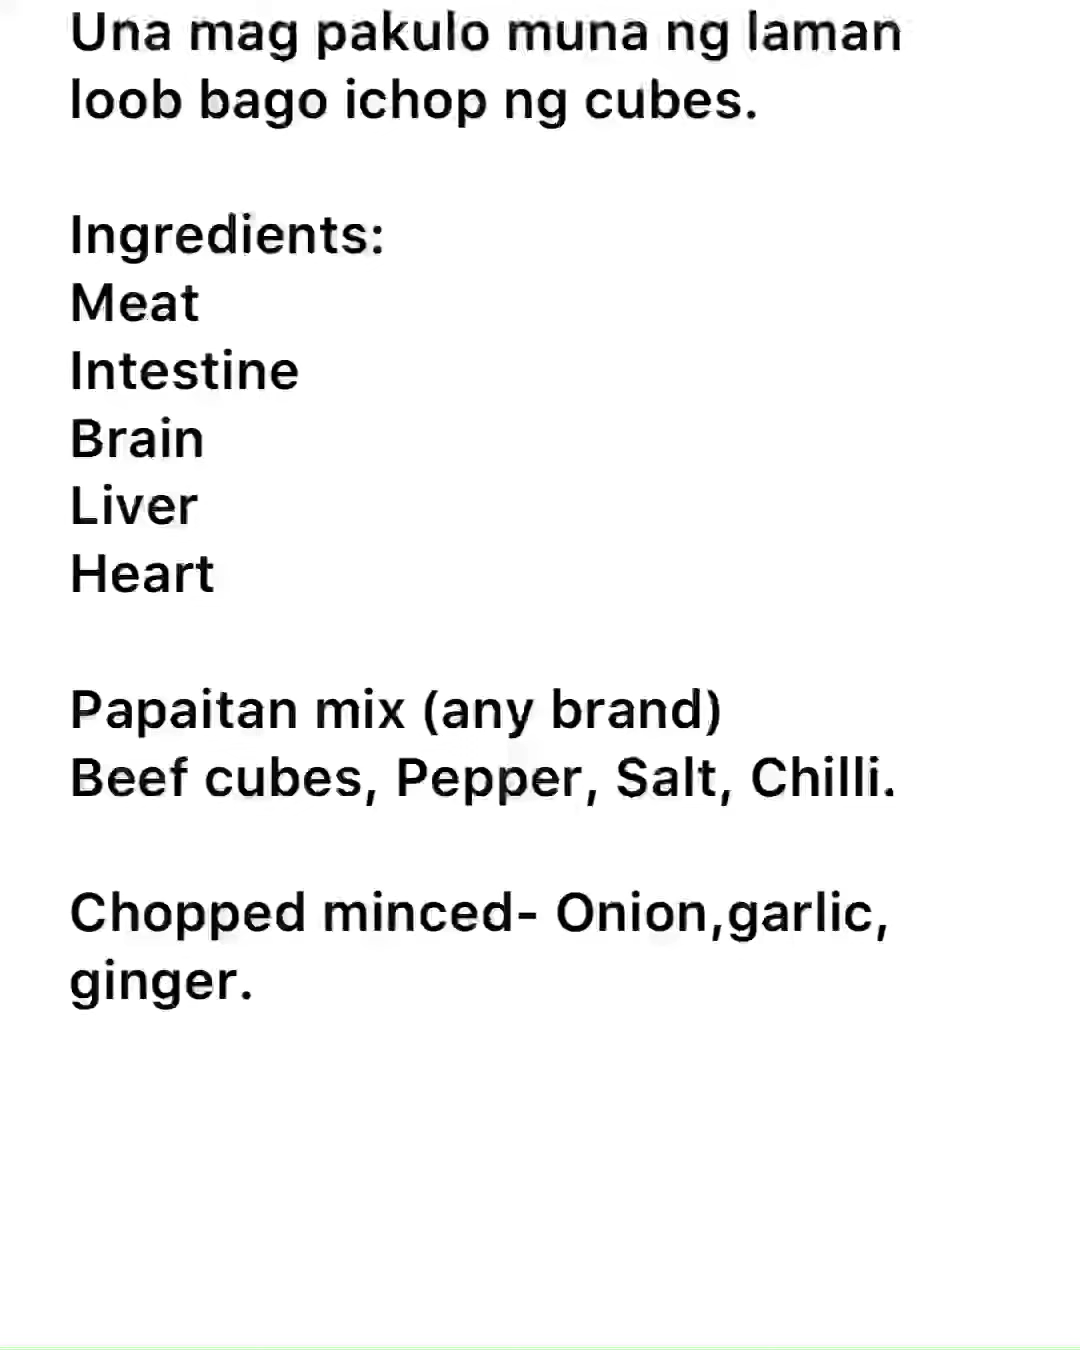 Una mag pakulo muna ng laman
loob bago ichop ng cubes.
Ingredients:
Meat
Intestine
Brain
Liver
Heart
Papaitan mix (any brand)
Beef cubes, Pepper, Salt, Chilli.
Chopped minced- Onion,garlic,
ginger.